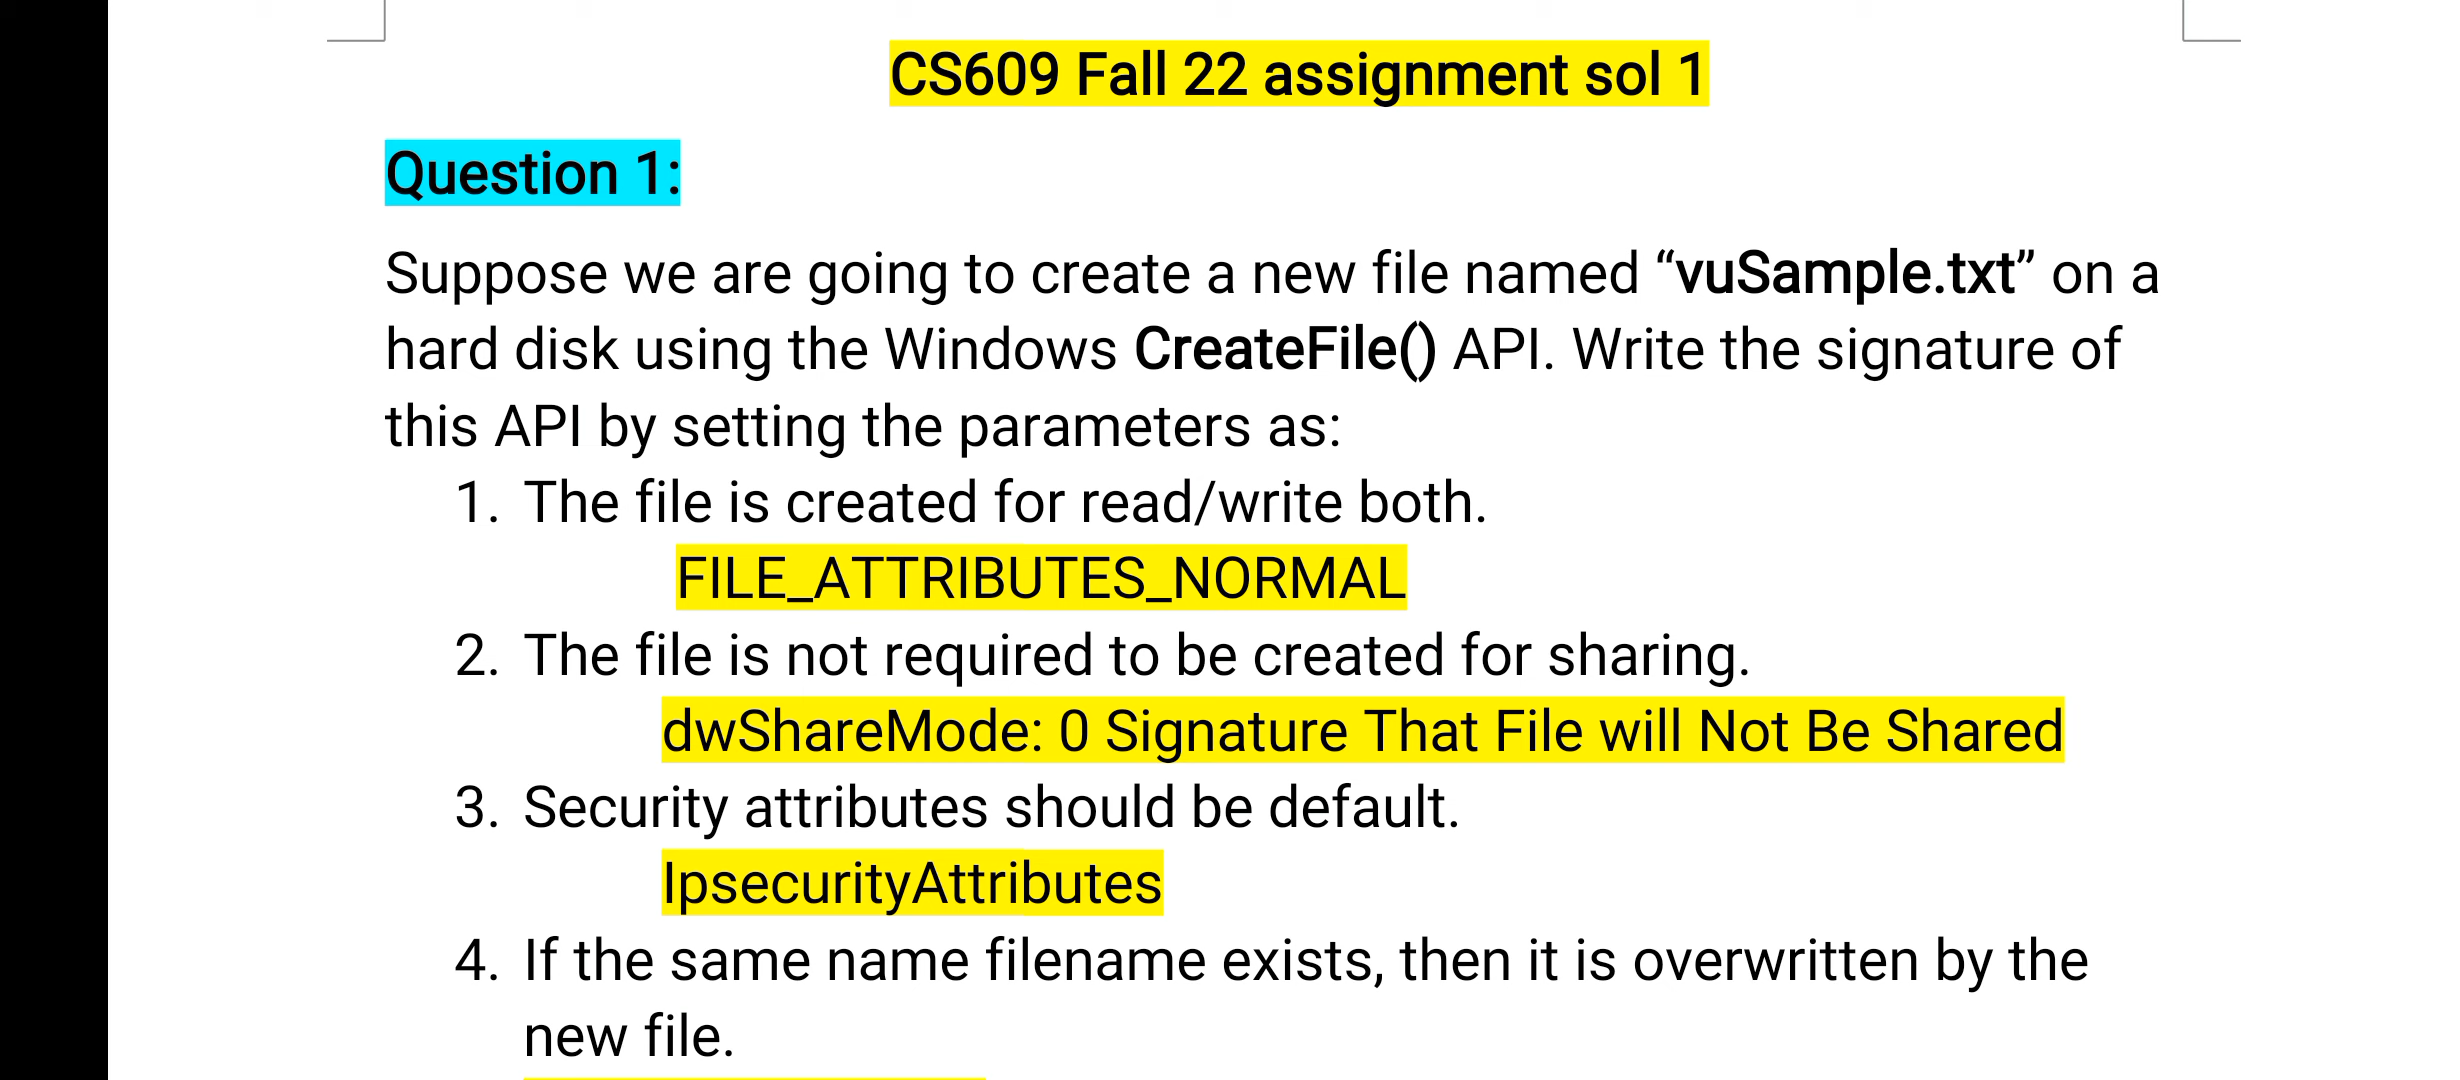 CS609 Fall 22 assignment sol 1
Question 1:
Suppose we are going to create a new file named “vuSample.txt” on a
hard disk using the Windows CreateFile() API. Write the signature of
this API by setting the parameters as:
1. The file is created for read/write both.
FILE_ATTRIBUTES_NORMAL
2. The file is not required to be created for sharing.
dwShareMode: 0 Signature That File will Not Be Shared
3. Security attributes should be default.
IpsecurityAttributes
4. If the same name filename exists, then it is overwritten by the
new file.